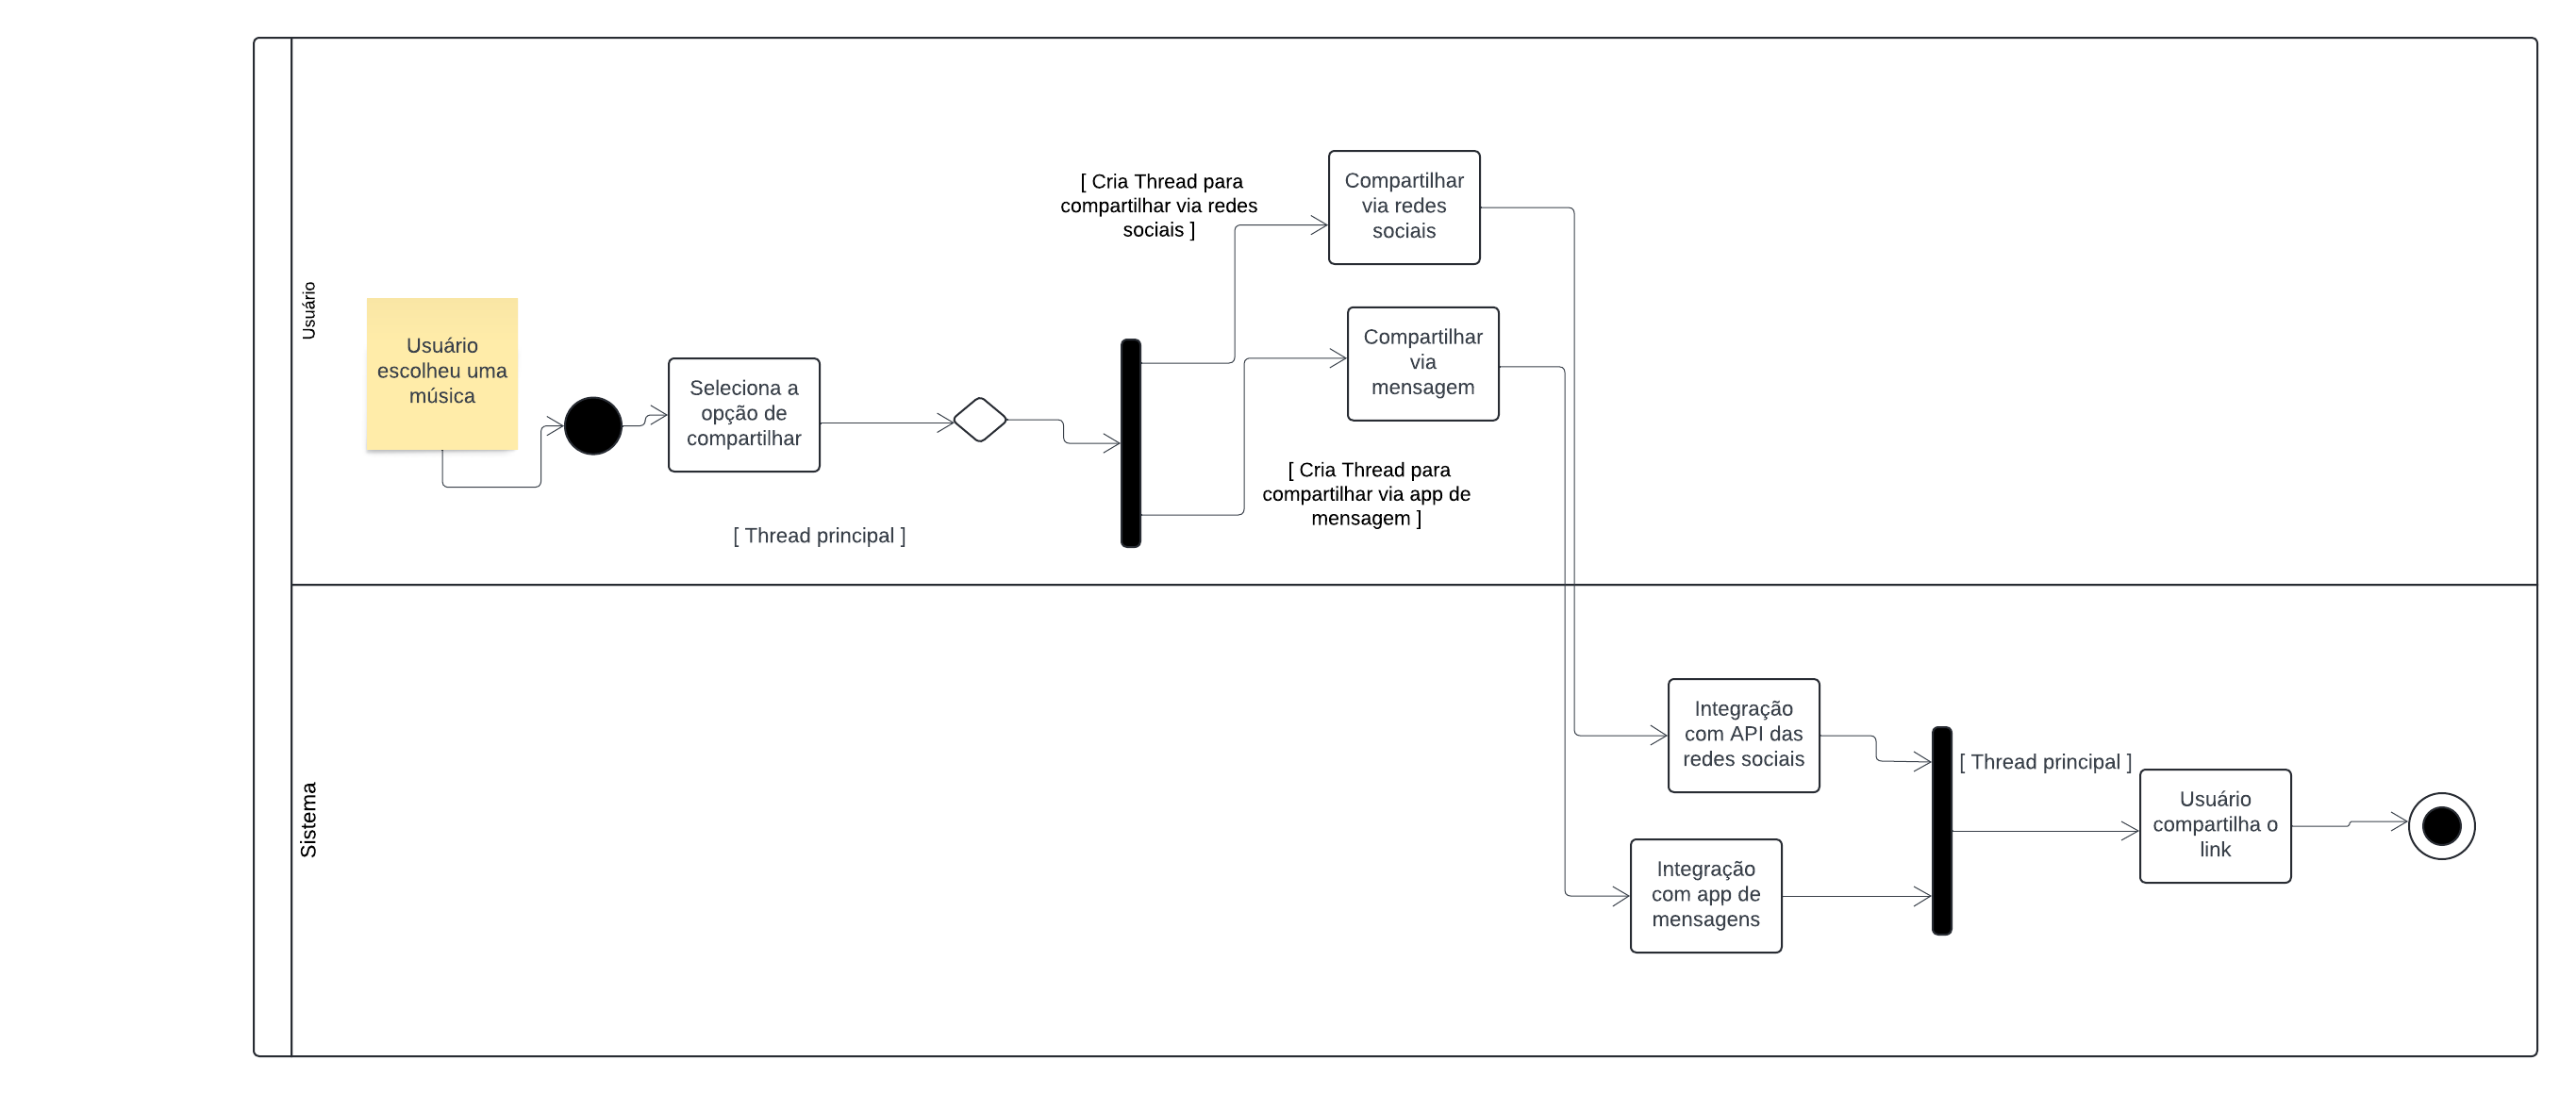 Usuário
Usuário
escolheu uma
música
Seleciona a
opção de
compartilhar
[ Thread principal ]
[ Cria Thread para
compartilhar via redes
sociais ]
Compartilhar
via redes
sociais
Compartilhar
via
mensagem
[ Cria Thread para
compartilhar via app de
mensagem ]
Sistema
Integração
com API das
redes sociais
Integração
com app de
mensagens
[ Thread principal ]
Usuário
compartilha o
link